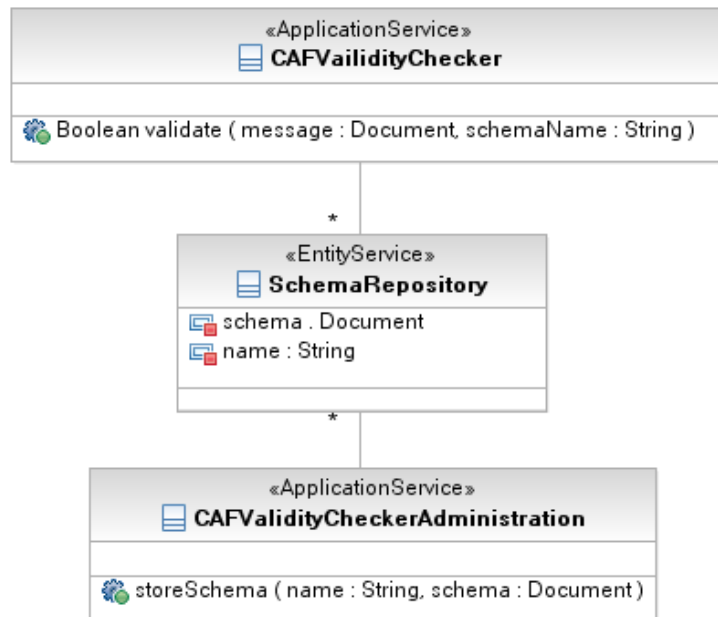 «ApplicationService»
CAFVailidityChecker
Boolean validate ( message : Document, schemaName : String )
*
«EntityService»
SchemaRepository
schema . Document
name : String
*
«ApplicationService»
CAFValidityCheckerAdministration
storeSchema ( name : String, schema : Document )